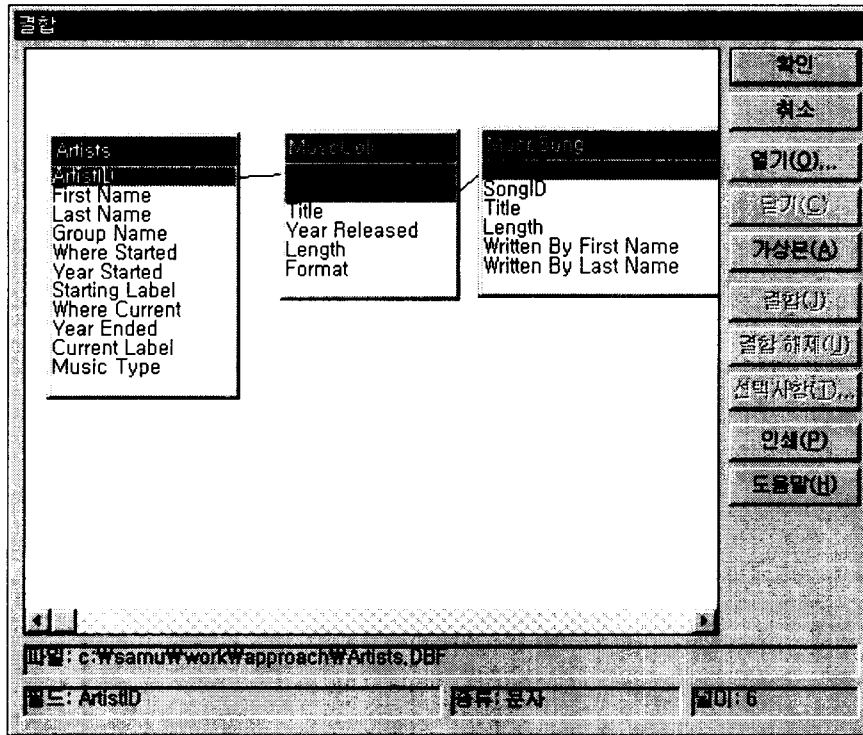 결합
Artists
ArtistID
First Name
Last Name
Group Name
Where Started
Year Started
Starting Label
Where Current
Year Ended
Current Label
Music Type
Title
Year Released
Length
Format
SongID
Title
Length
Written By First Name
Written By Last Name
확인
취소
열기(O)...
닫기(C)
가상본(A)
결합(J)
결합 해제(U)
선택사항(T)...
인쇄(P)
도움말(H)
파일: c:₩samu₩work₩approach₩Artists.DBF
필드: ArtistID
종류: 문자
길이: 6